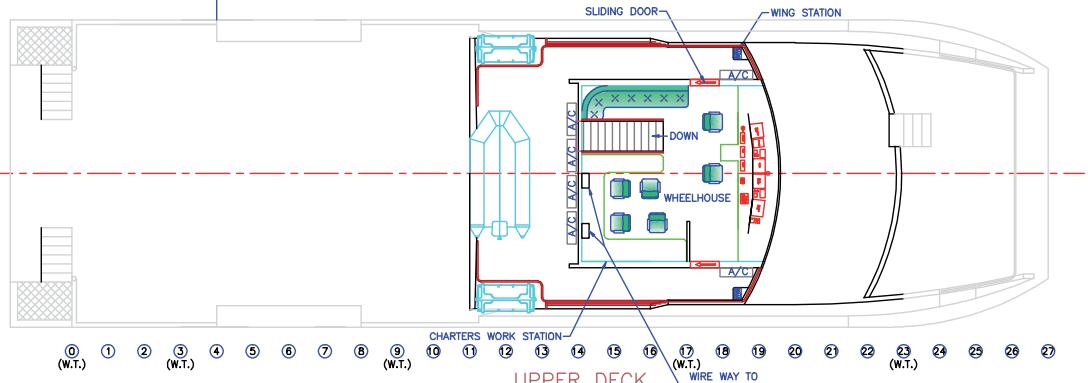 SLIDING DOOR
WING STATION
A/C
A/C
DOWN
A/C
A/C
WHEELHOUSE
A/C
A/C
CHARTERS WORK STATION
0 1 2 3 4 5 6 7 8 9 10 11 12 13 14 15 16 17 18 19 20 21 22 23 24 25 26 27
(W.T.) (W.T.) (W.T.) (W.T.) (W.T.)
UPPER DECK
WIRE WAY TO